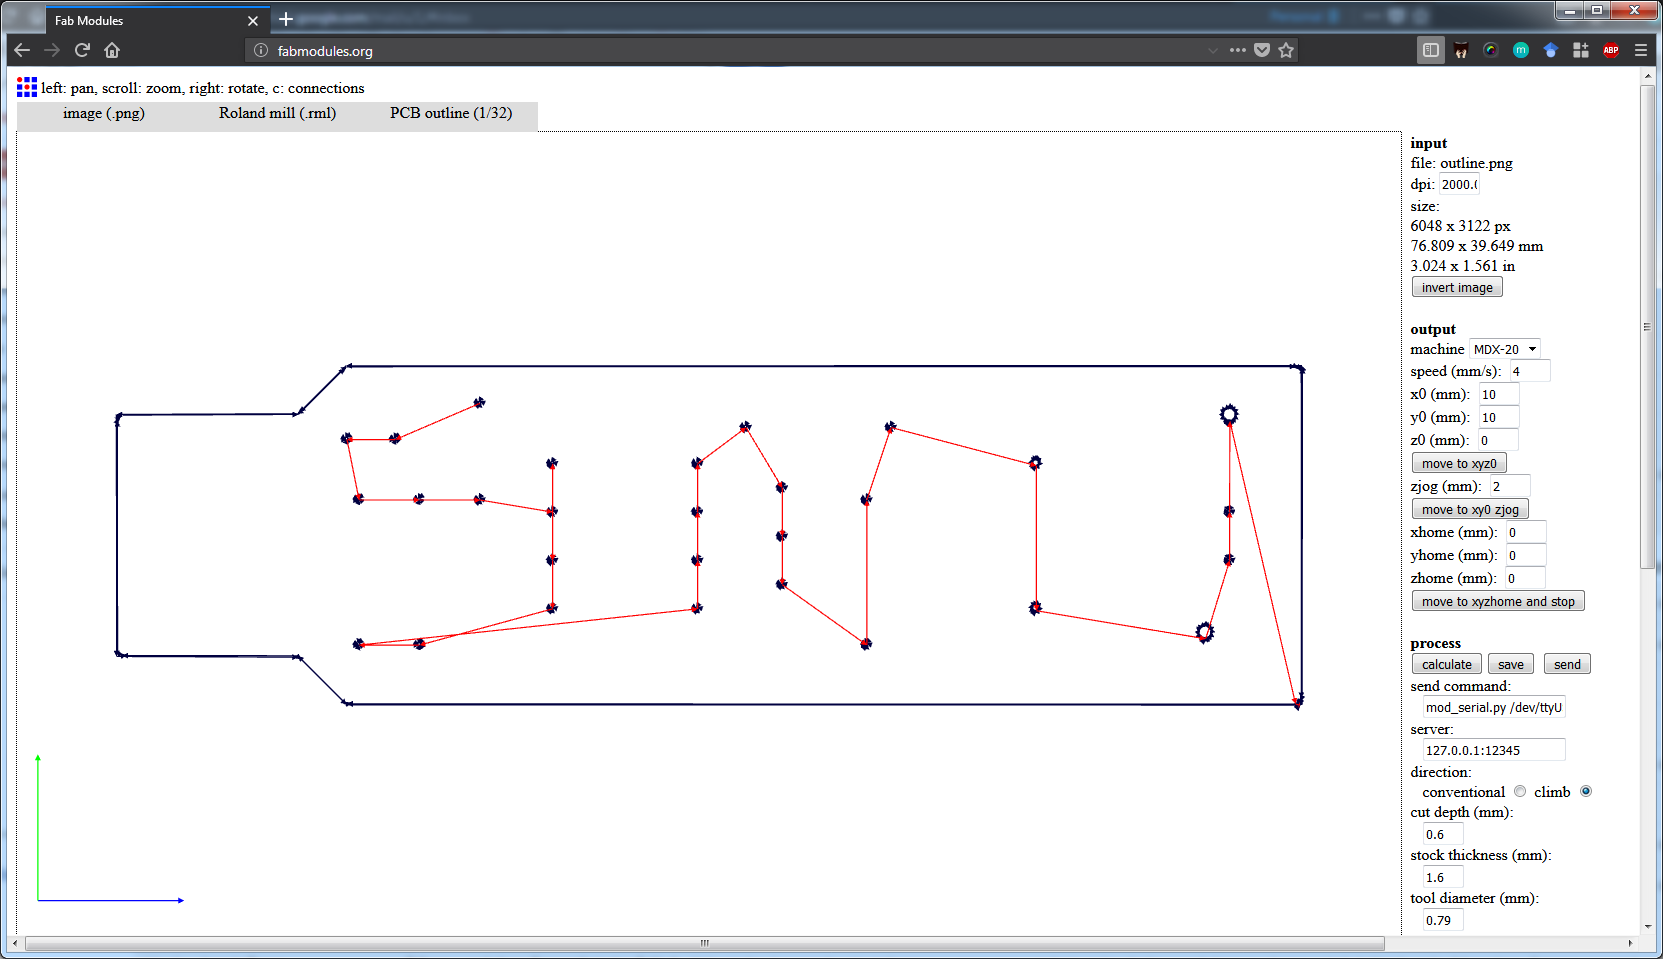 Fab Modules
fabmodules.org
ABP
left: pan, scroll: zoom, right: rotate, c: connections
image (.png) Roland mill (.rml) PCB outline (1/32)
input
file: outline.png
dpi: 2000.
size:
6048 x 3122 px
76.809 x 39.649 mm
3.024 x 1.561 in
invert image
output
machine MDX-20
speed (mm/s): 4
x0 (mm): 10
y0 (mm): 10
z0 (mm): 0
move to xyz0
zjog (mm): 2
move to xy0 zjog
xhome (mm): 0
yhome (mm): 0
zhome (mm): 0
move to xyzhome and stop
process
calculate save send
send command:
mod_serial.py /dev/ttyU
server:
127.0.0.1:12345
direction:
conventional climb
cut depth (mm):
0.6
stock thickness (mm):
1.6
tool diameter (mm):
0.79